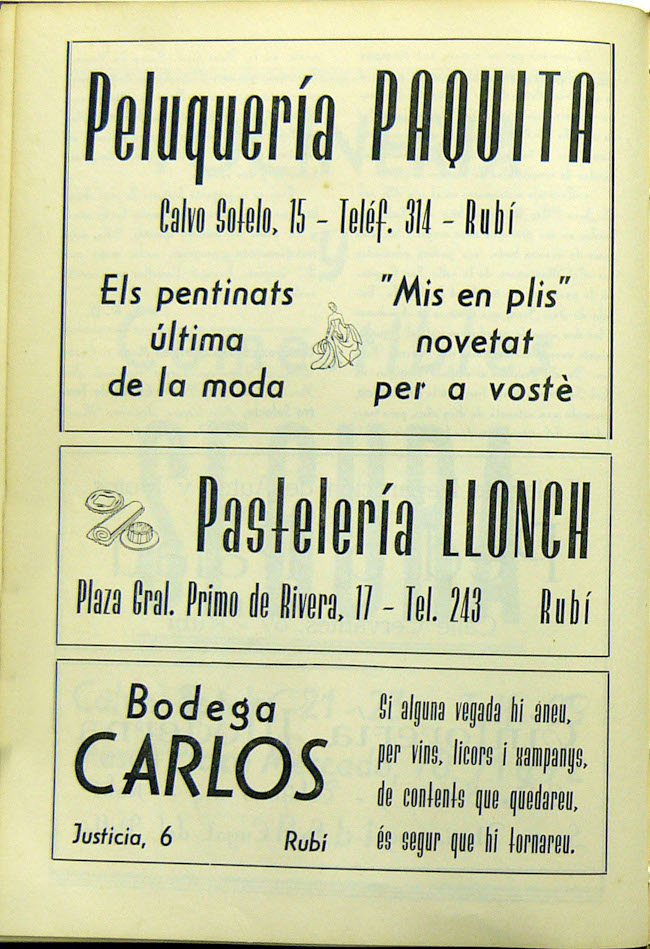 Peluquería PAQUITA
Calvo Sotelo, 15 - Teléf. 314 - Rubí
Els pentinats
última
de la moda
"Mis en plis"
novetat
per a vostè
Pastelería LLONCH
Plaza Gral. Primo de Rivera, 17 - Tel. 243 Rubí
Bodega
CARLOS
Justicia, 6 Rubí
Si alguna vegada hi aneu,
per vins, licors i xampanys,
de contents que quedareu,
és segur que hi tornareu.